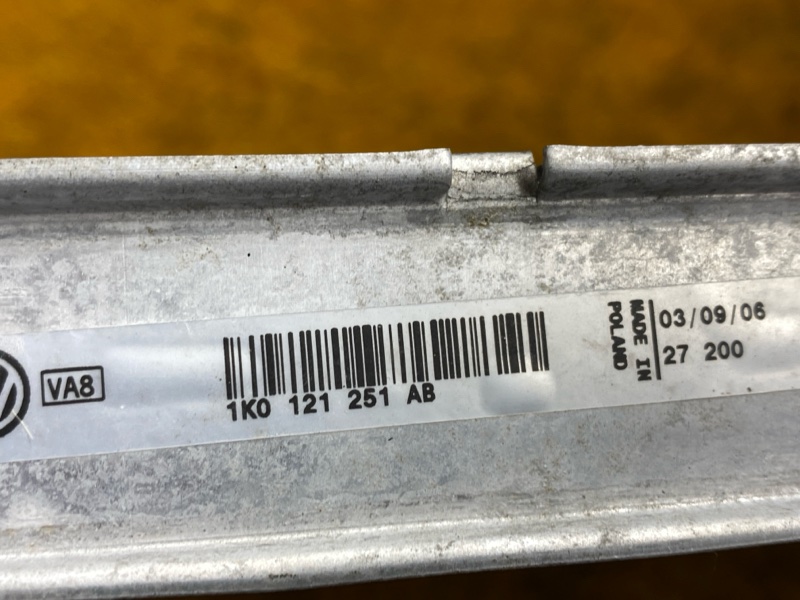 VA8
1K0 121 251 AB
MADE IN
POLAND
03/09/06
27 200